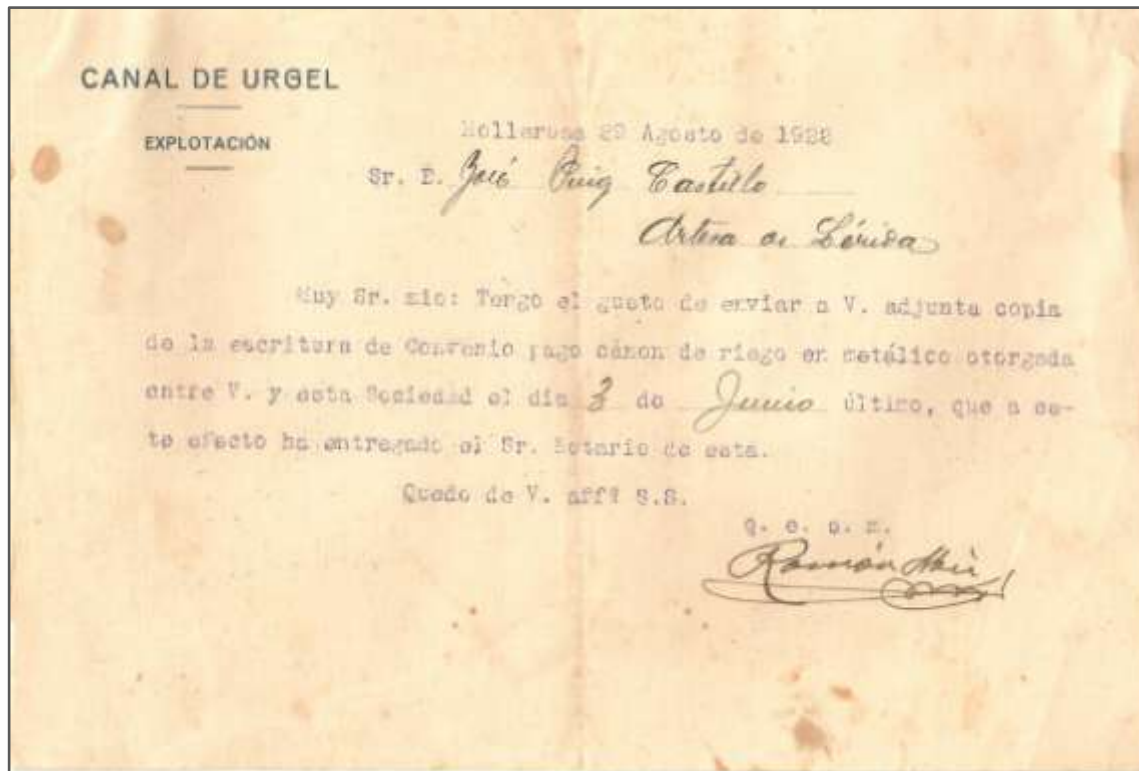 CANAL DE URGEL
EXPLOTACIÓN
Mollerusa 29 Agosto de 1928
Sr. D. José Puig Castillo
Artesa de Lérida
Muy Sr. mio: Tengo el gusto de enviar a V. adjunta copia
de la escritura de Convenio pago cánon de riego en metálico otorgada
entre V. y esta Sociedad el dia 3 de Junio último, que a es-
te efecto ha entregado el Sr. Notario de esta.
Quedo de V. affº S.S.
q. e. s. m.
Ramón